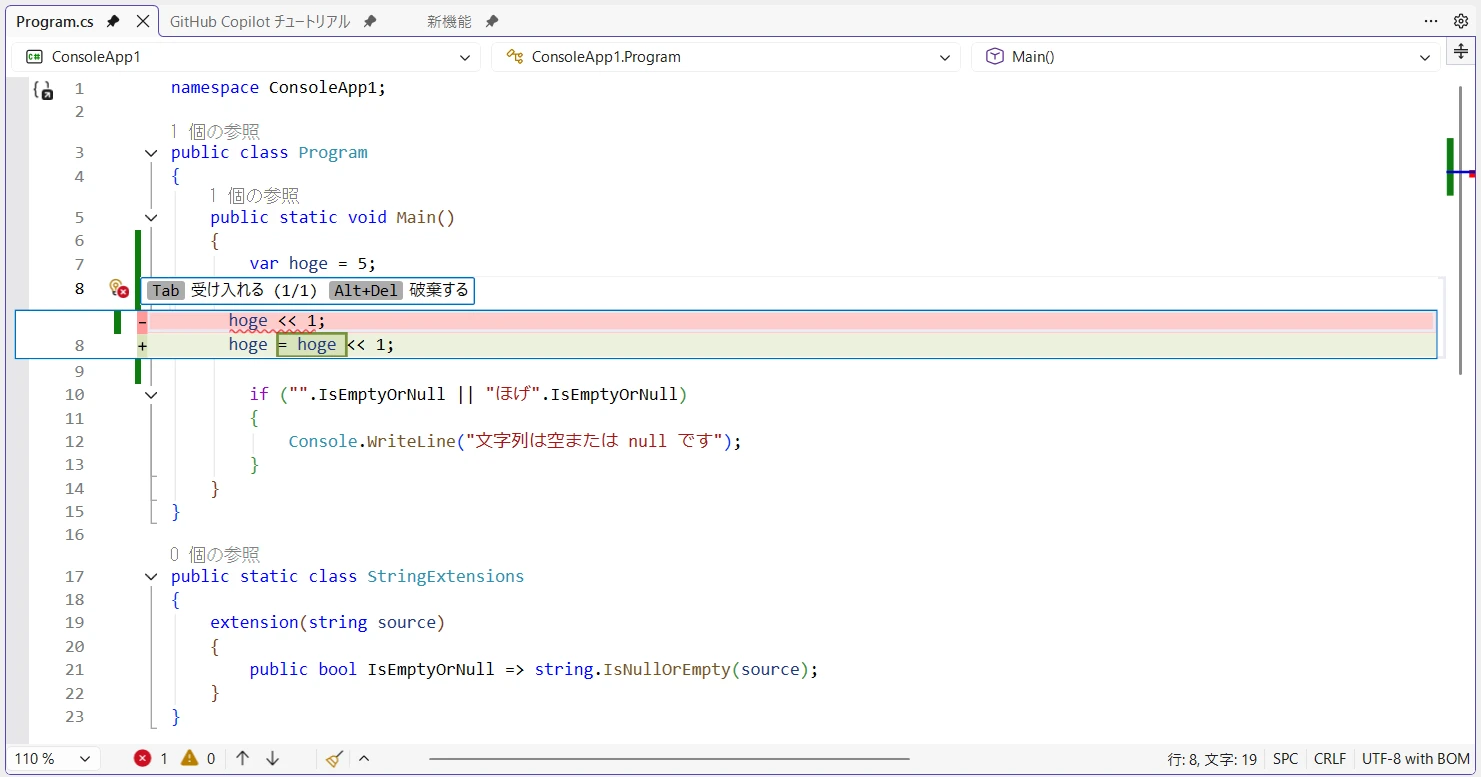 Program.cs GitHub Copilot チュートリアル 新機能
ConsoleApp1 ConsoleApp1.Program Main()
1 namespace ConsoleApp1;
2
1 個の参照
3 public class Program
4 {
1 個の参照
5 public static void Main()
6 {
7 var hoge = 5;
8 Tab 受け入れる (1/1) Alt+Del 破棄する
- hoge << 1;
8 + hoge = hoge << 1;
9
10 if ("".IsEmptyOrNull || "ほげ".IsEmptyOrNull)
11 {
12 Console.WriteLine("文字列は空または null です");
13 }
14 }
15 }
16
0 個の参照
17 public static class StringExtensions
18 {
19 extension(string source)
20 {
21 public bool IsEmptyOrNull => string.IsNullOrEmpty(source);
22 }
23 }
110 % 1 0 行: 8, 文字: 19 SPC CRLF UTF-8 with BOM